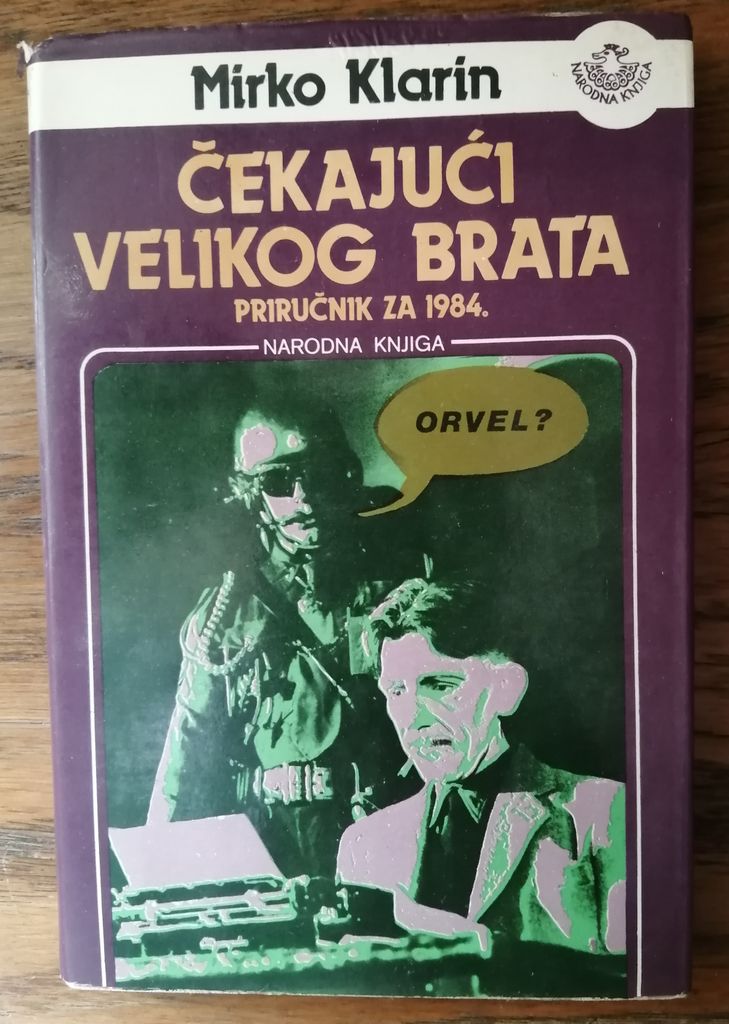 Mirko Klarin
NARODNA KNJIGA
ČEKAJUĆI
VELIKOG BRATA
PRIRUČNIK ZA 1984.
NARODNA KNJIGA
ORVEL?